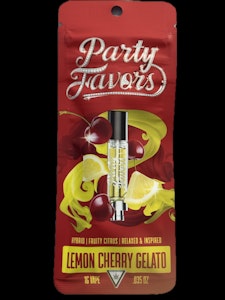 Party
Favors
HYBRID | FRUITY CITRUS | RELAXED & INSPIRED
LEMON CHERRY GELATO
1G VAPE
.035 OZ